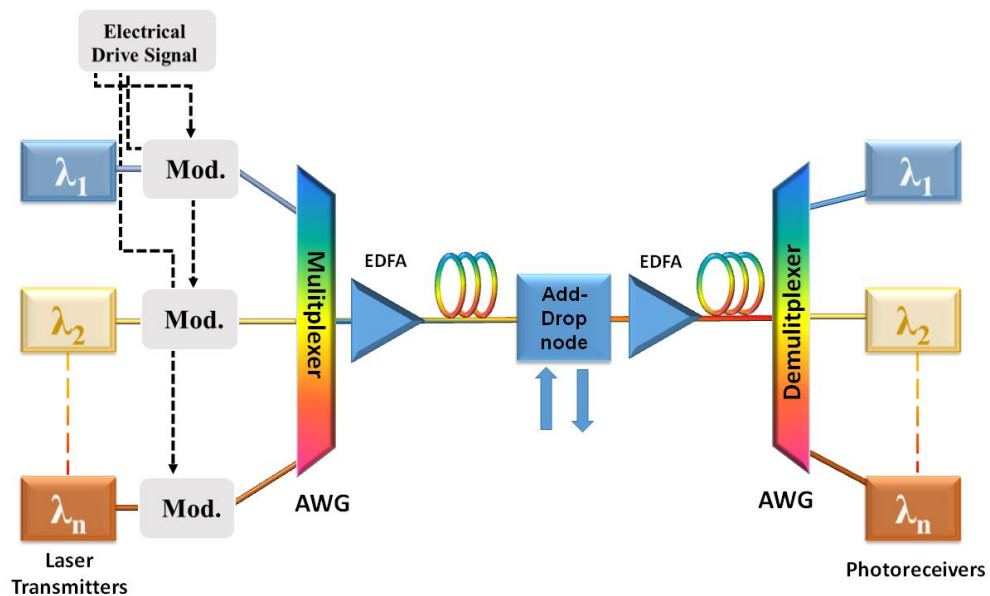 Electrical
Drive Signal
λ1
Mod.
λ2
Mod.
λn
Mod.
Laser
Transmitters
Mulitplexer
AWG
EDFA
Add-
Drop
node
EDFA
Demulitplexer
AWG
λ1
λ2
λn
Photoreceivers